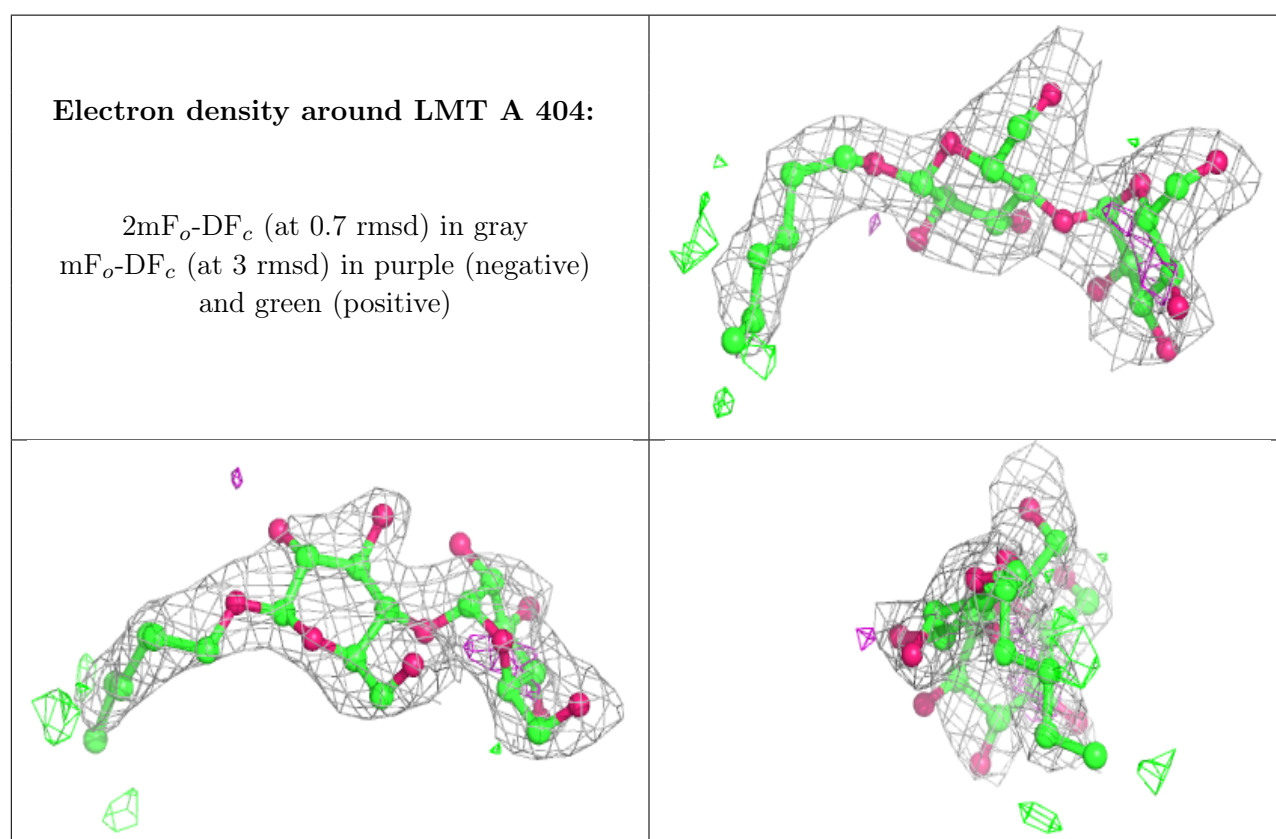 Electron density around LMT A 404:
2mFo-DFc (at 0.7 rmsd) in gray
mFo-DFc (at 3 rmsd) in purple (negative)
and green (positive)